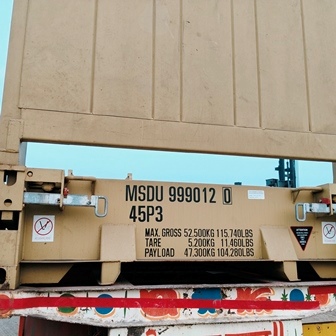 MSDU 999012 0
45P3
MAX. GROSS 52.500KG 115.740LBS
TARE 5,200KG 11,460LBS
PAYLOAD 47,300KG 104,280LBS